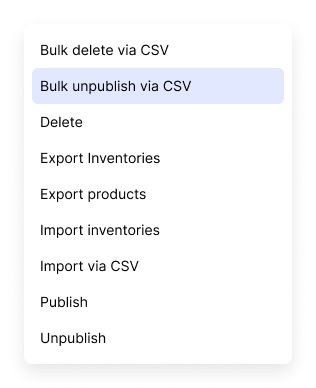 Bulk delete via CSV
Bulk unpublish via CSV
Delete
Export Inventories
Export products
Import inventories
Import via CSV
Publish
Unpublish